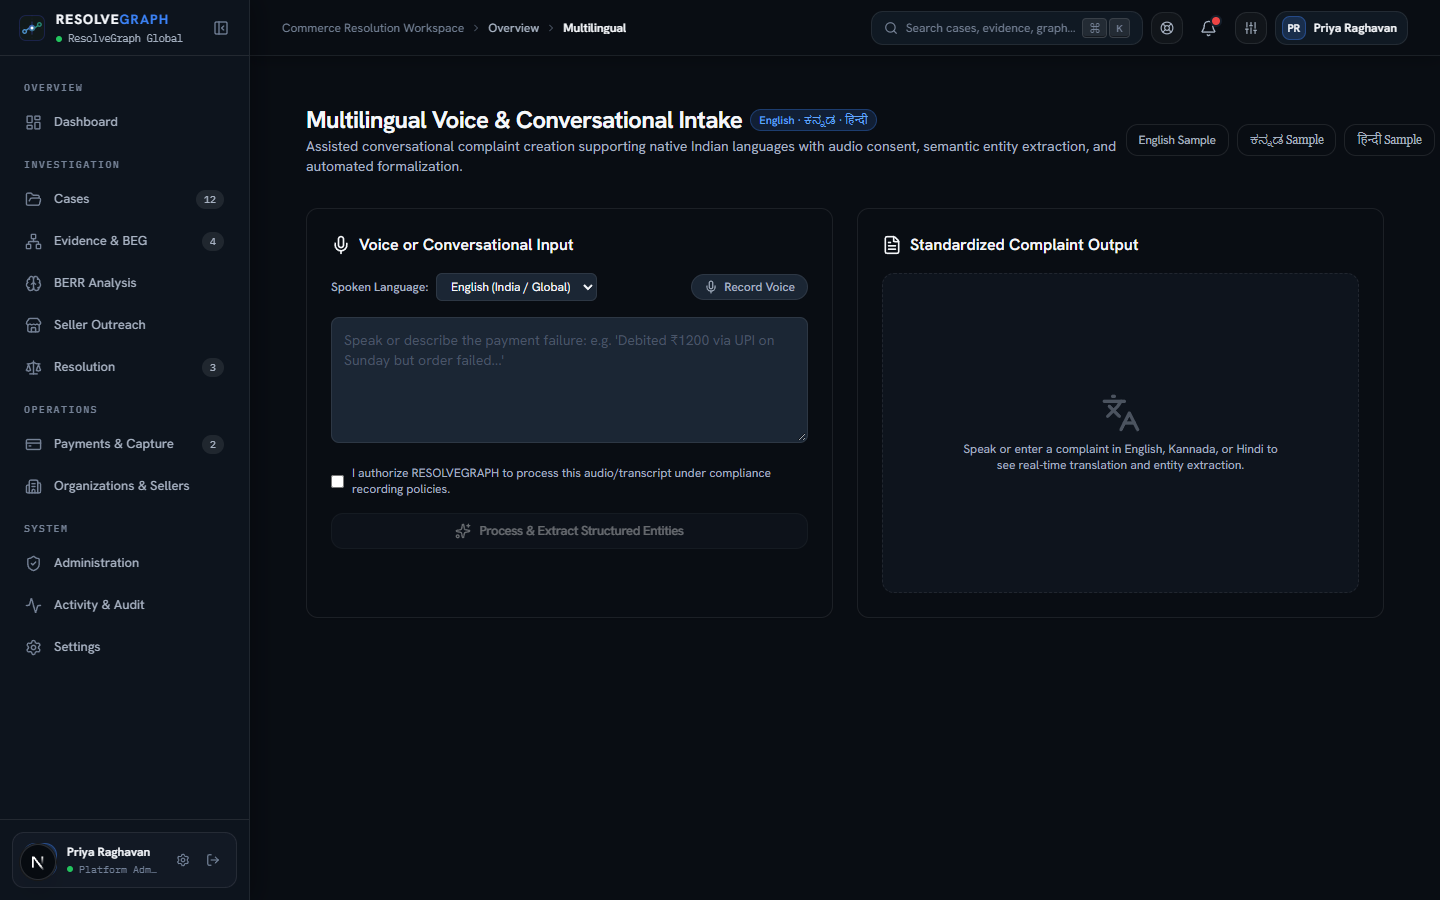 RESOLVEGRAPH
ResolveGraph Global
OVERVIEW
Dashboard
INVESTIGATION
Cases 12
Evidence & BEG 4
BERR Analysis
Seller Outreach
Resolution 3
OPERATIONS
Payments & Capture 2
Organizations & Sellers
SYSTEM
Administration
Activity & Audit
Settings
N
Priya Raghavan
Platform Adm...
Commerce Resolution Workspace > Overview > Multilingual
Search cases, evidence, graph... ⌘ K
PR Priya Raghavan
Multilingual Voice & Conversational Intake
English · ಕನ್ನಡ · हिन्दी
Assisted conversational complaint creation supporting native Indian languages with audio consent, semantic entity extraction, and
automated formalization.
English Sample
ಕನ್ನಡ Sample
हिन्दी Sample
Voice or Conversational Input
Spoken Language: English (India / Global)
Record Voice
Speak or describe the payment failure: e.g. 'Debited ₹1200 via UPI on
Sunday but order failed...'
I authorize RESOLVEGRAPH to process this audio/transcript under compliance
recording policies.
Process & Extract Structured Entities
Standardized Complaint Output
Speak or enter a complaint in English, Kannada, or Hindi to
see real-time translation and entity extraction.